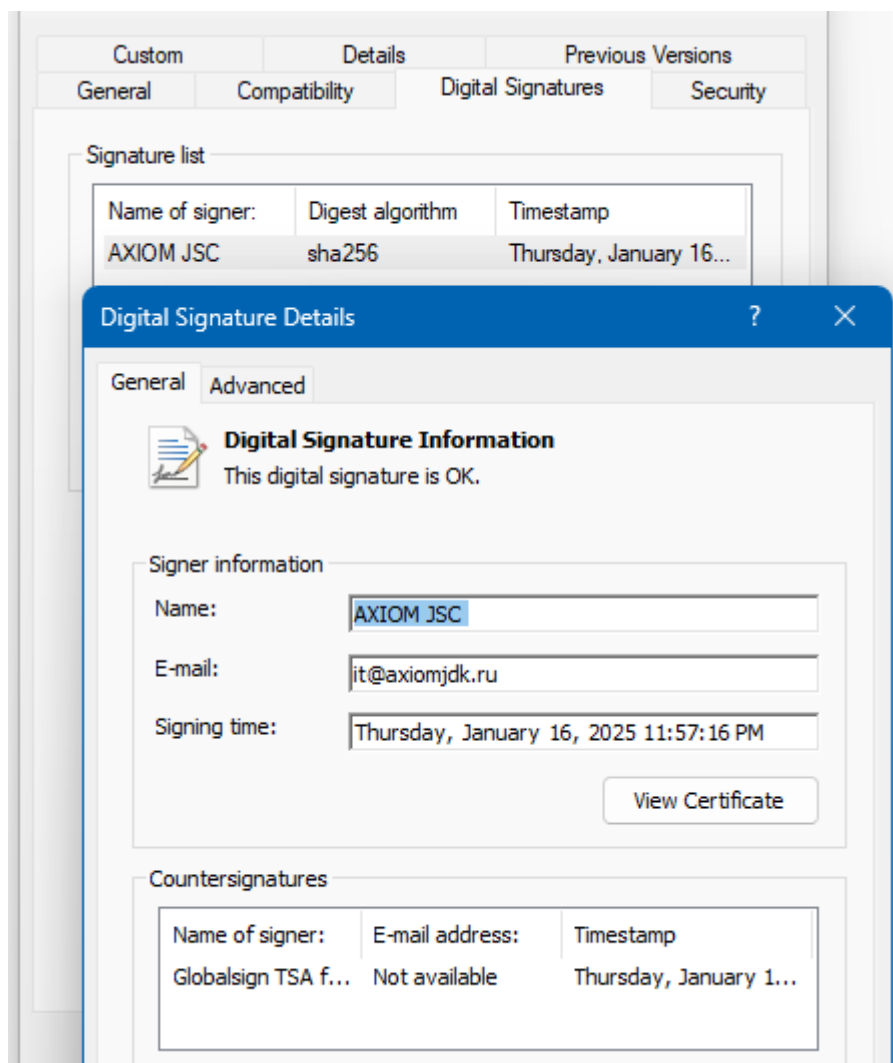 Custom Details Previous Versions
General Compatibility Digital Signatures Security
Signature list
Name of signer: Digest algorithm Timestamp
AXIOM JSC sha256 Thursday, January 16...
Digital Signature Details ?
General Advanced
Digital Signature Information
This digital signature is OK.
Signer information
Name: AXIOM JSC
E-mail: it@axiomjdk.ru
Signing time: Thursday, January 16, 2025 11:57:16 PM
View Certificate
Countersignatures
Name of signer: E-mail address: Timestamp
Globalsign TSA f... Not available Thursday, January 1...